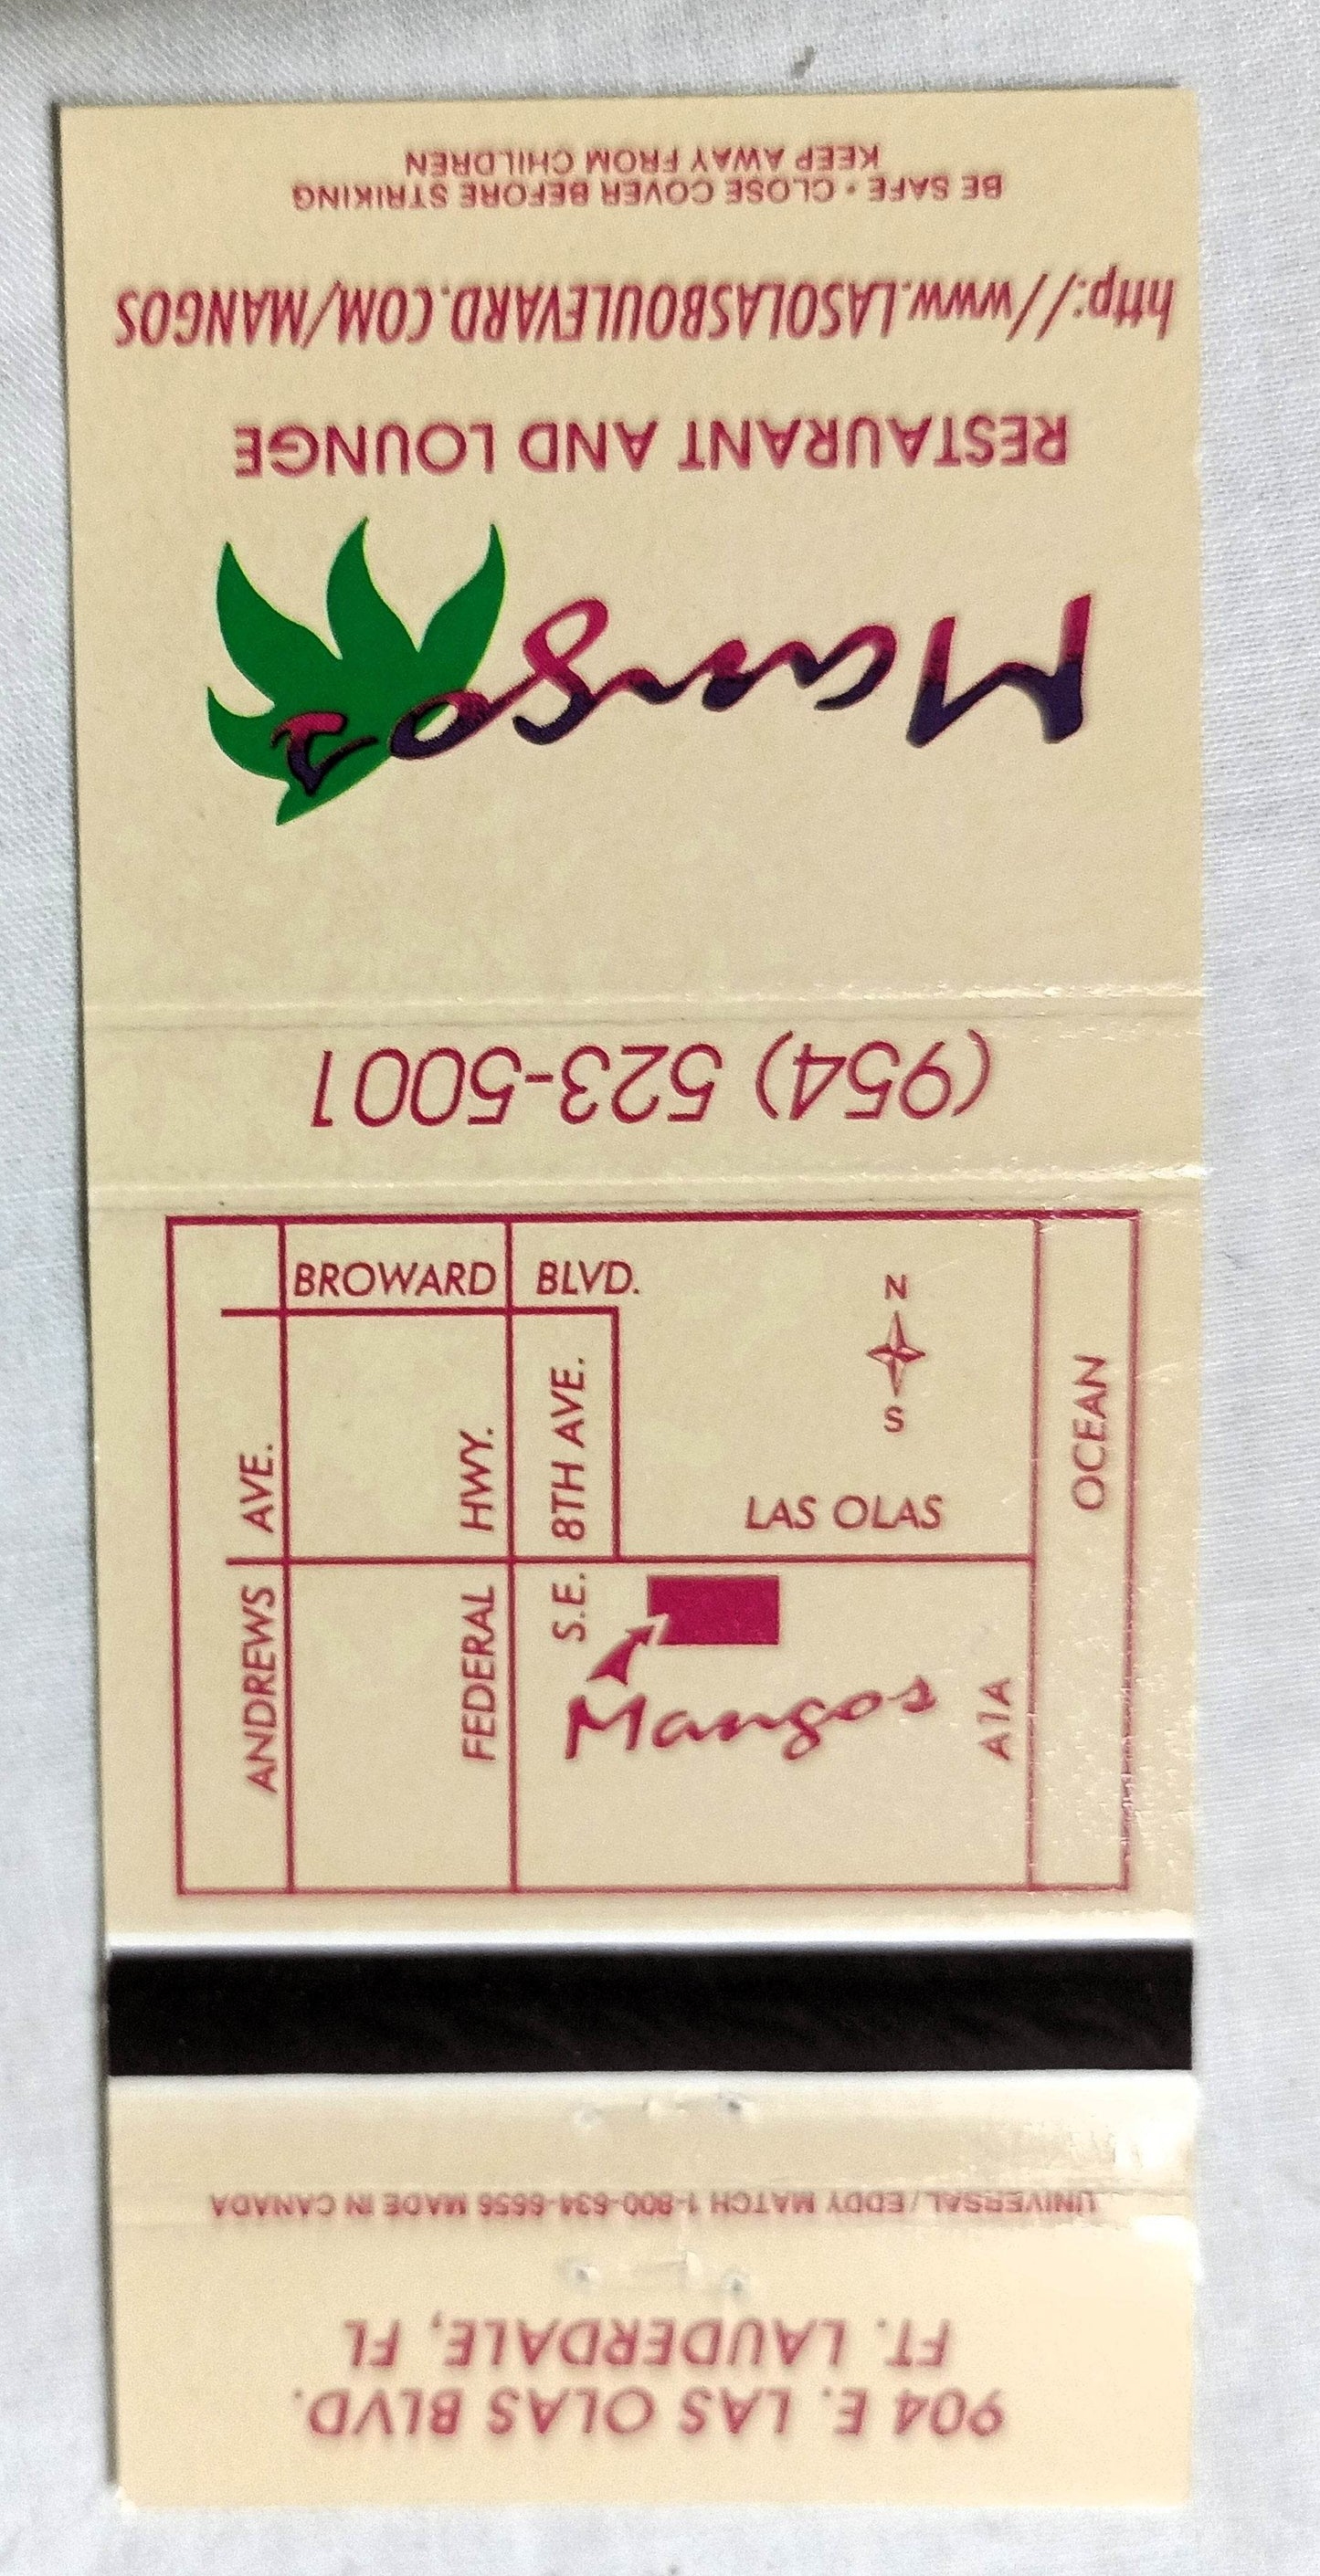 904 E. LAS OLAS BLVD.
FT. LAUDERDALE, FL
UNIVERSAL/EDDY MATCH 1-800-634-6656 MADE IN CANADA
(954) 523-5001
Mangos
RESTAURANT AND LOUNGE
http://www.LASOLASBOULEVARD.COM/MANGOS
BE SAFE • CLOSE COVER BEFORE STRIKING
KEEP AWAY FROM CHILDREN
BROWARD BLVD.
N
S
ANDREWS AVE.
FEDERAL HWY.
S.E. 8TH AVE.
LAS OLAS
Mangos
A1A
OCEAN